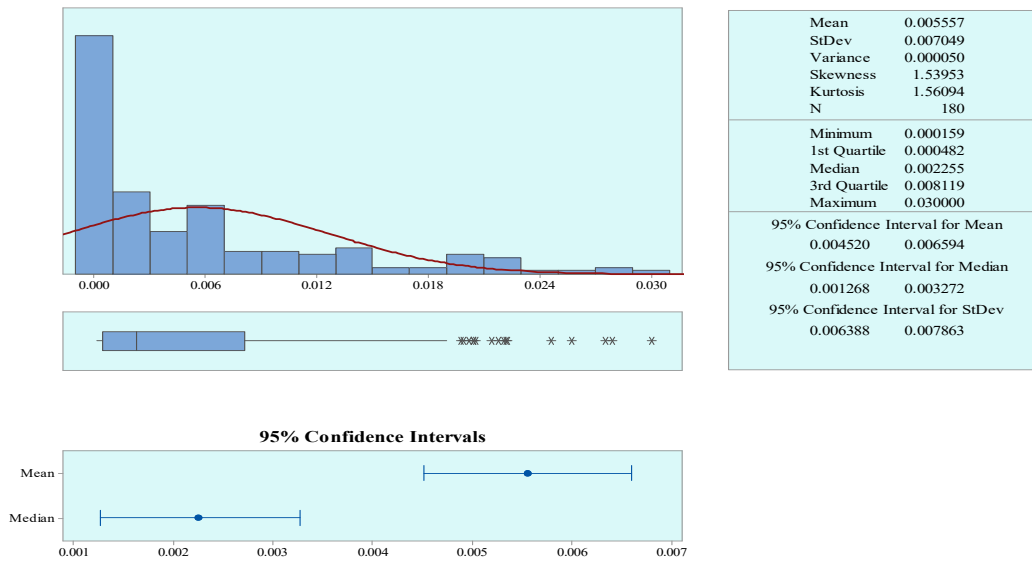 0.000 0.006 0.012 0.018 0.024 0.030
Mean 0.005557
StDev 0.007049
Variance 0.000050
Skewness 1.53953
Kurtosis 1.56094
N 180
Minimum 0.000159
1st Quartile 0.000482
Median 0.002255
3rd Quartile 0.008119
Maximum 0.030000
95% Confidence Interval for Mean
0.004520 0.006594
95% Confidence Interval for Median
0.001268 0.003272
95% Confidence Interval for StDev
0.006388 0.007863
95% Confidence Intervals
Mean
Median
0.001 0.002 0.003 0.004 0.005 0.006 0.007